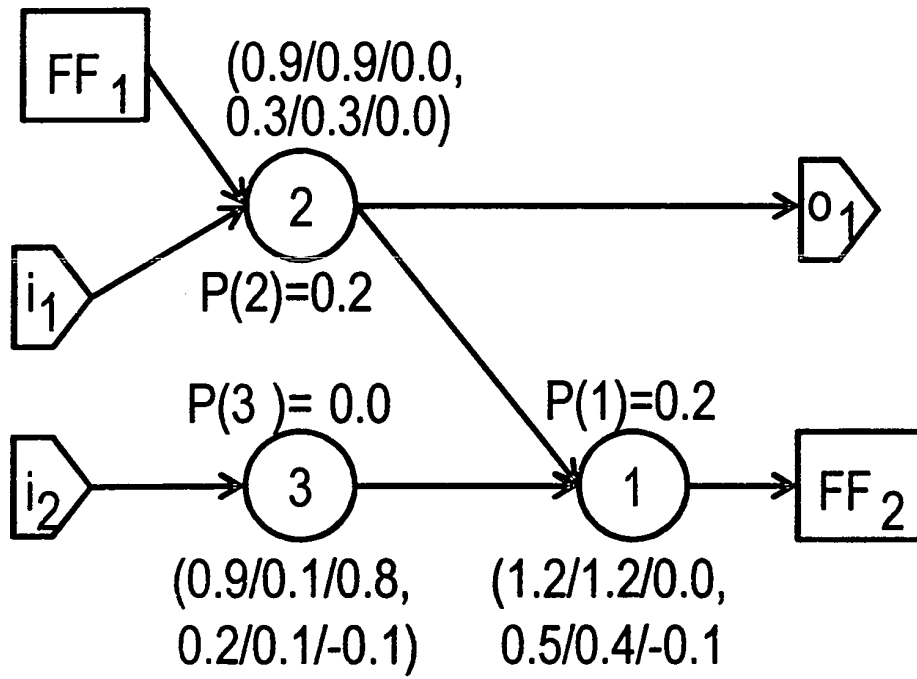 FF1
(0.9/0.9/0.0,
0.3/0.3/0.0)
2
o1
i1
P(2)=0.2
P(3 )= 0.0
P(1)=0.2
i2
3
1
FF2
(0.9/0.1/0.8,
0.2/0.1/-0.1)
(1.2/1.2/0.0,
0.5/0.4/-0.1